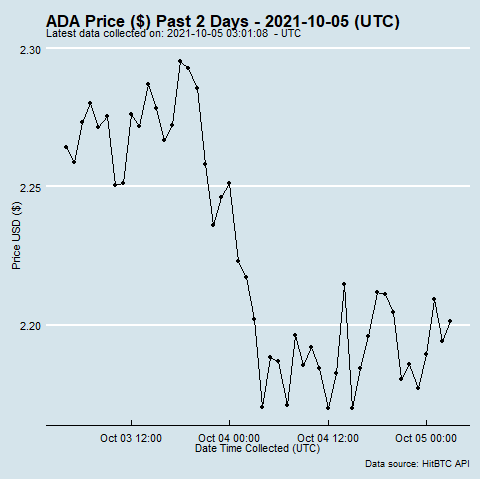 ADA Price ($) Past 2 Days - 2021-10-05 (UTC)
Latest data collected on: 2021-10-05 03:01:08 - UTC
2.30
2.25
2.20
Price USD ($)
Oct 03 12:00
Oct 04 00:00
Oct 04 12:00
Oct 05 00:00
Date Time Collected (UTC)
Data source: HitBTC API